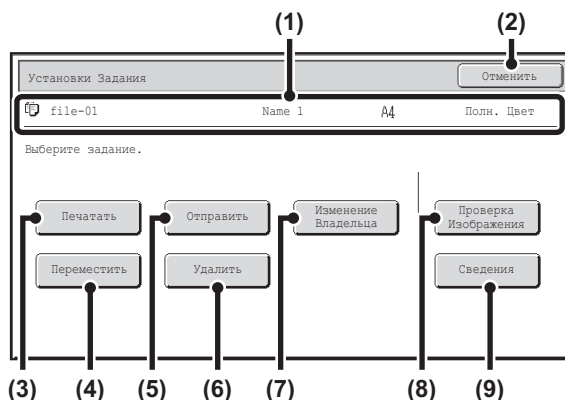 (1) (2)
Установки Задания Отменить
file-01 Name 1 A4 Полн. Цвет
Выберите задание.
Печатать Отправить Изменение Владельца Проверка Изображения
Переместить Удалить Сведения
(3) (4) (5) (6) (7) (8) (9)